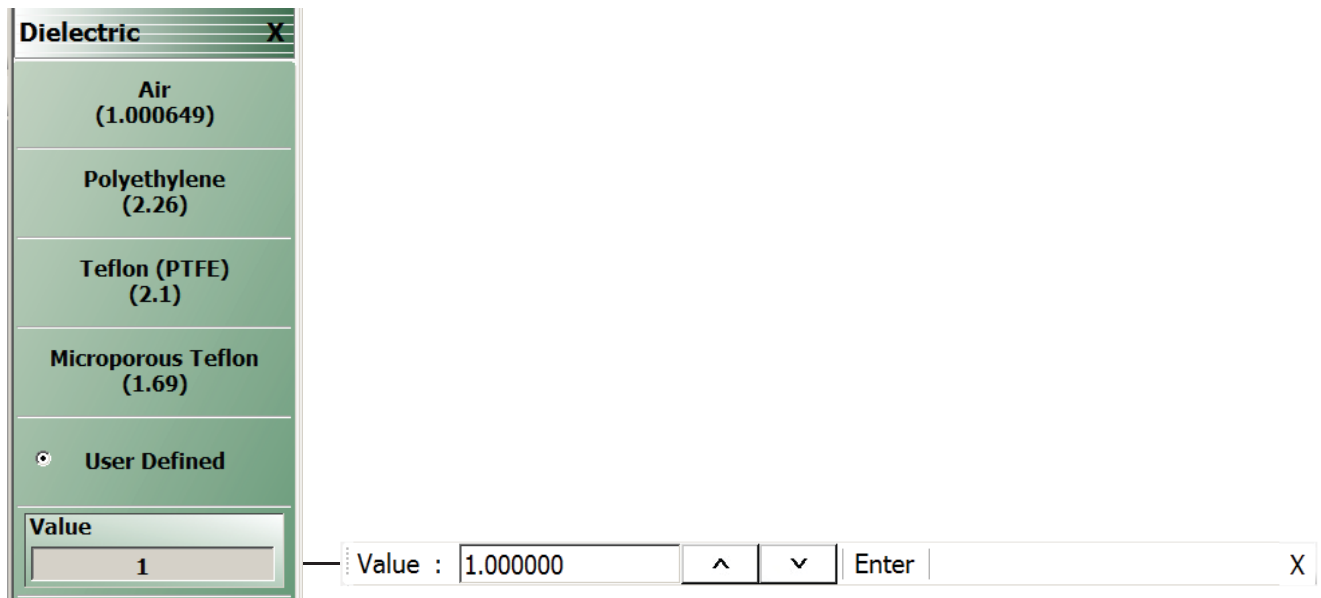 Dielectric X
Air
(1.000649)
Polyethylene
(2.26)
Teflon (PTFE)
(2.1)
Microporous Teflon
(1.69)
User Defined
Value
1
Value : 1.000000 ^ v Enter X